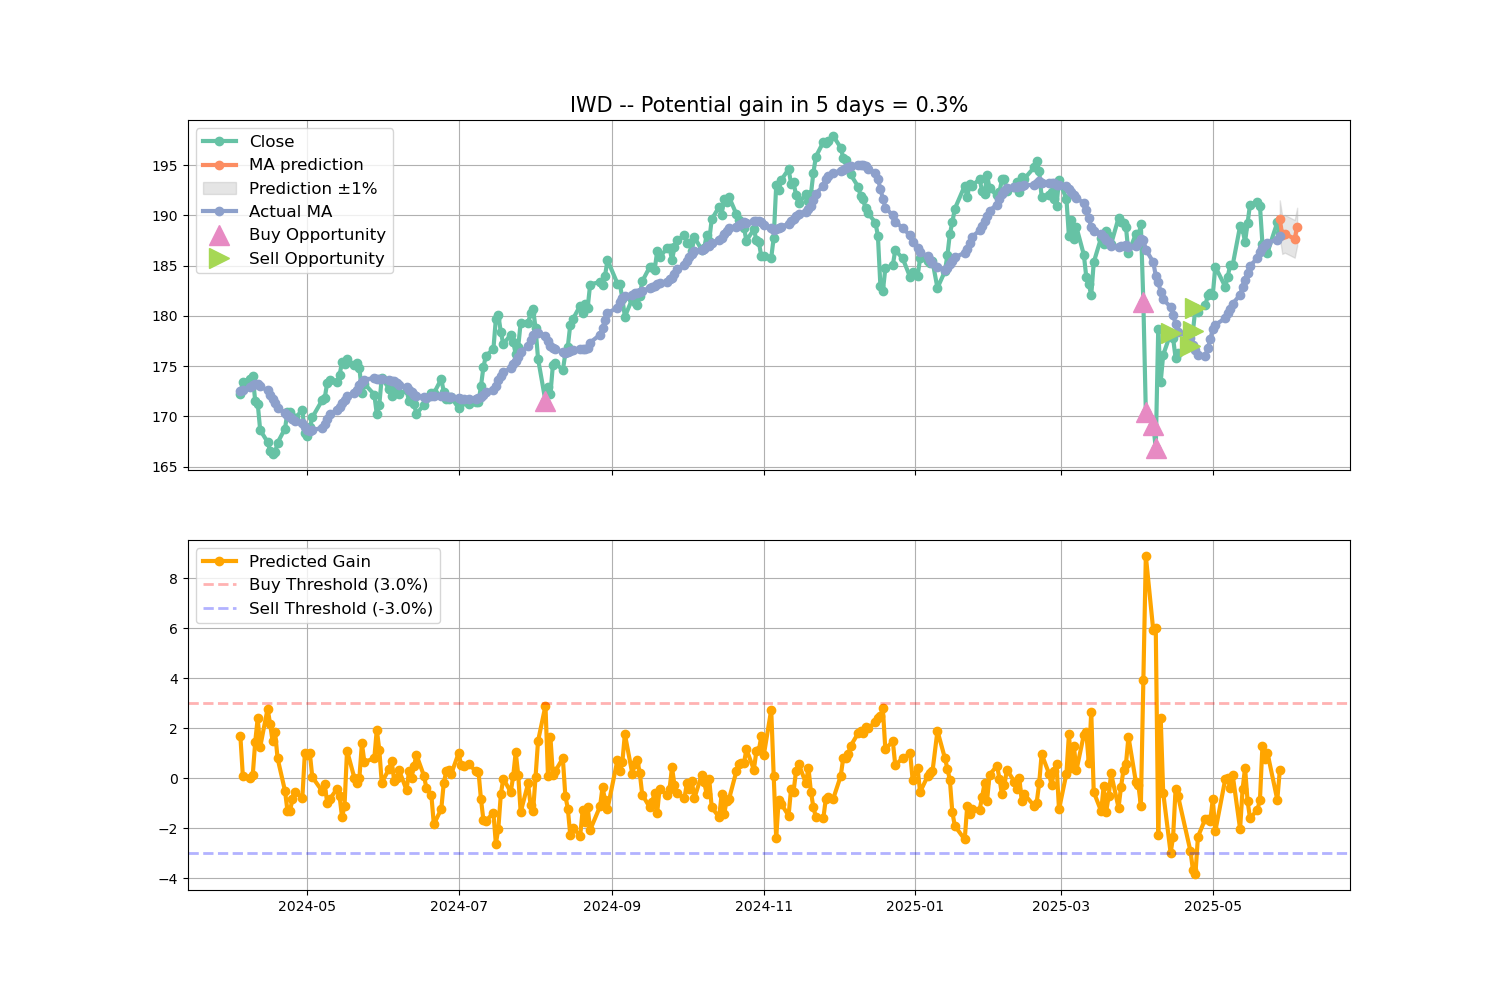 IWD -- Potential gain in 5 days = 0.3%
Close
MA prediction
Prediction ±1%
Actual MA
Buy Opportunity
Sell Opportunity
195
190
185
180
175
170
165
Predicted Gain
Buy Threshold (3.0%)
Sell Threshold (-3.0%)
8
6
4
2
0
−2
−4
2024-05
2024-07
2024-09
2024-11
2025-01
2025-03
2025-05